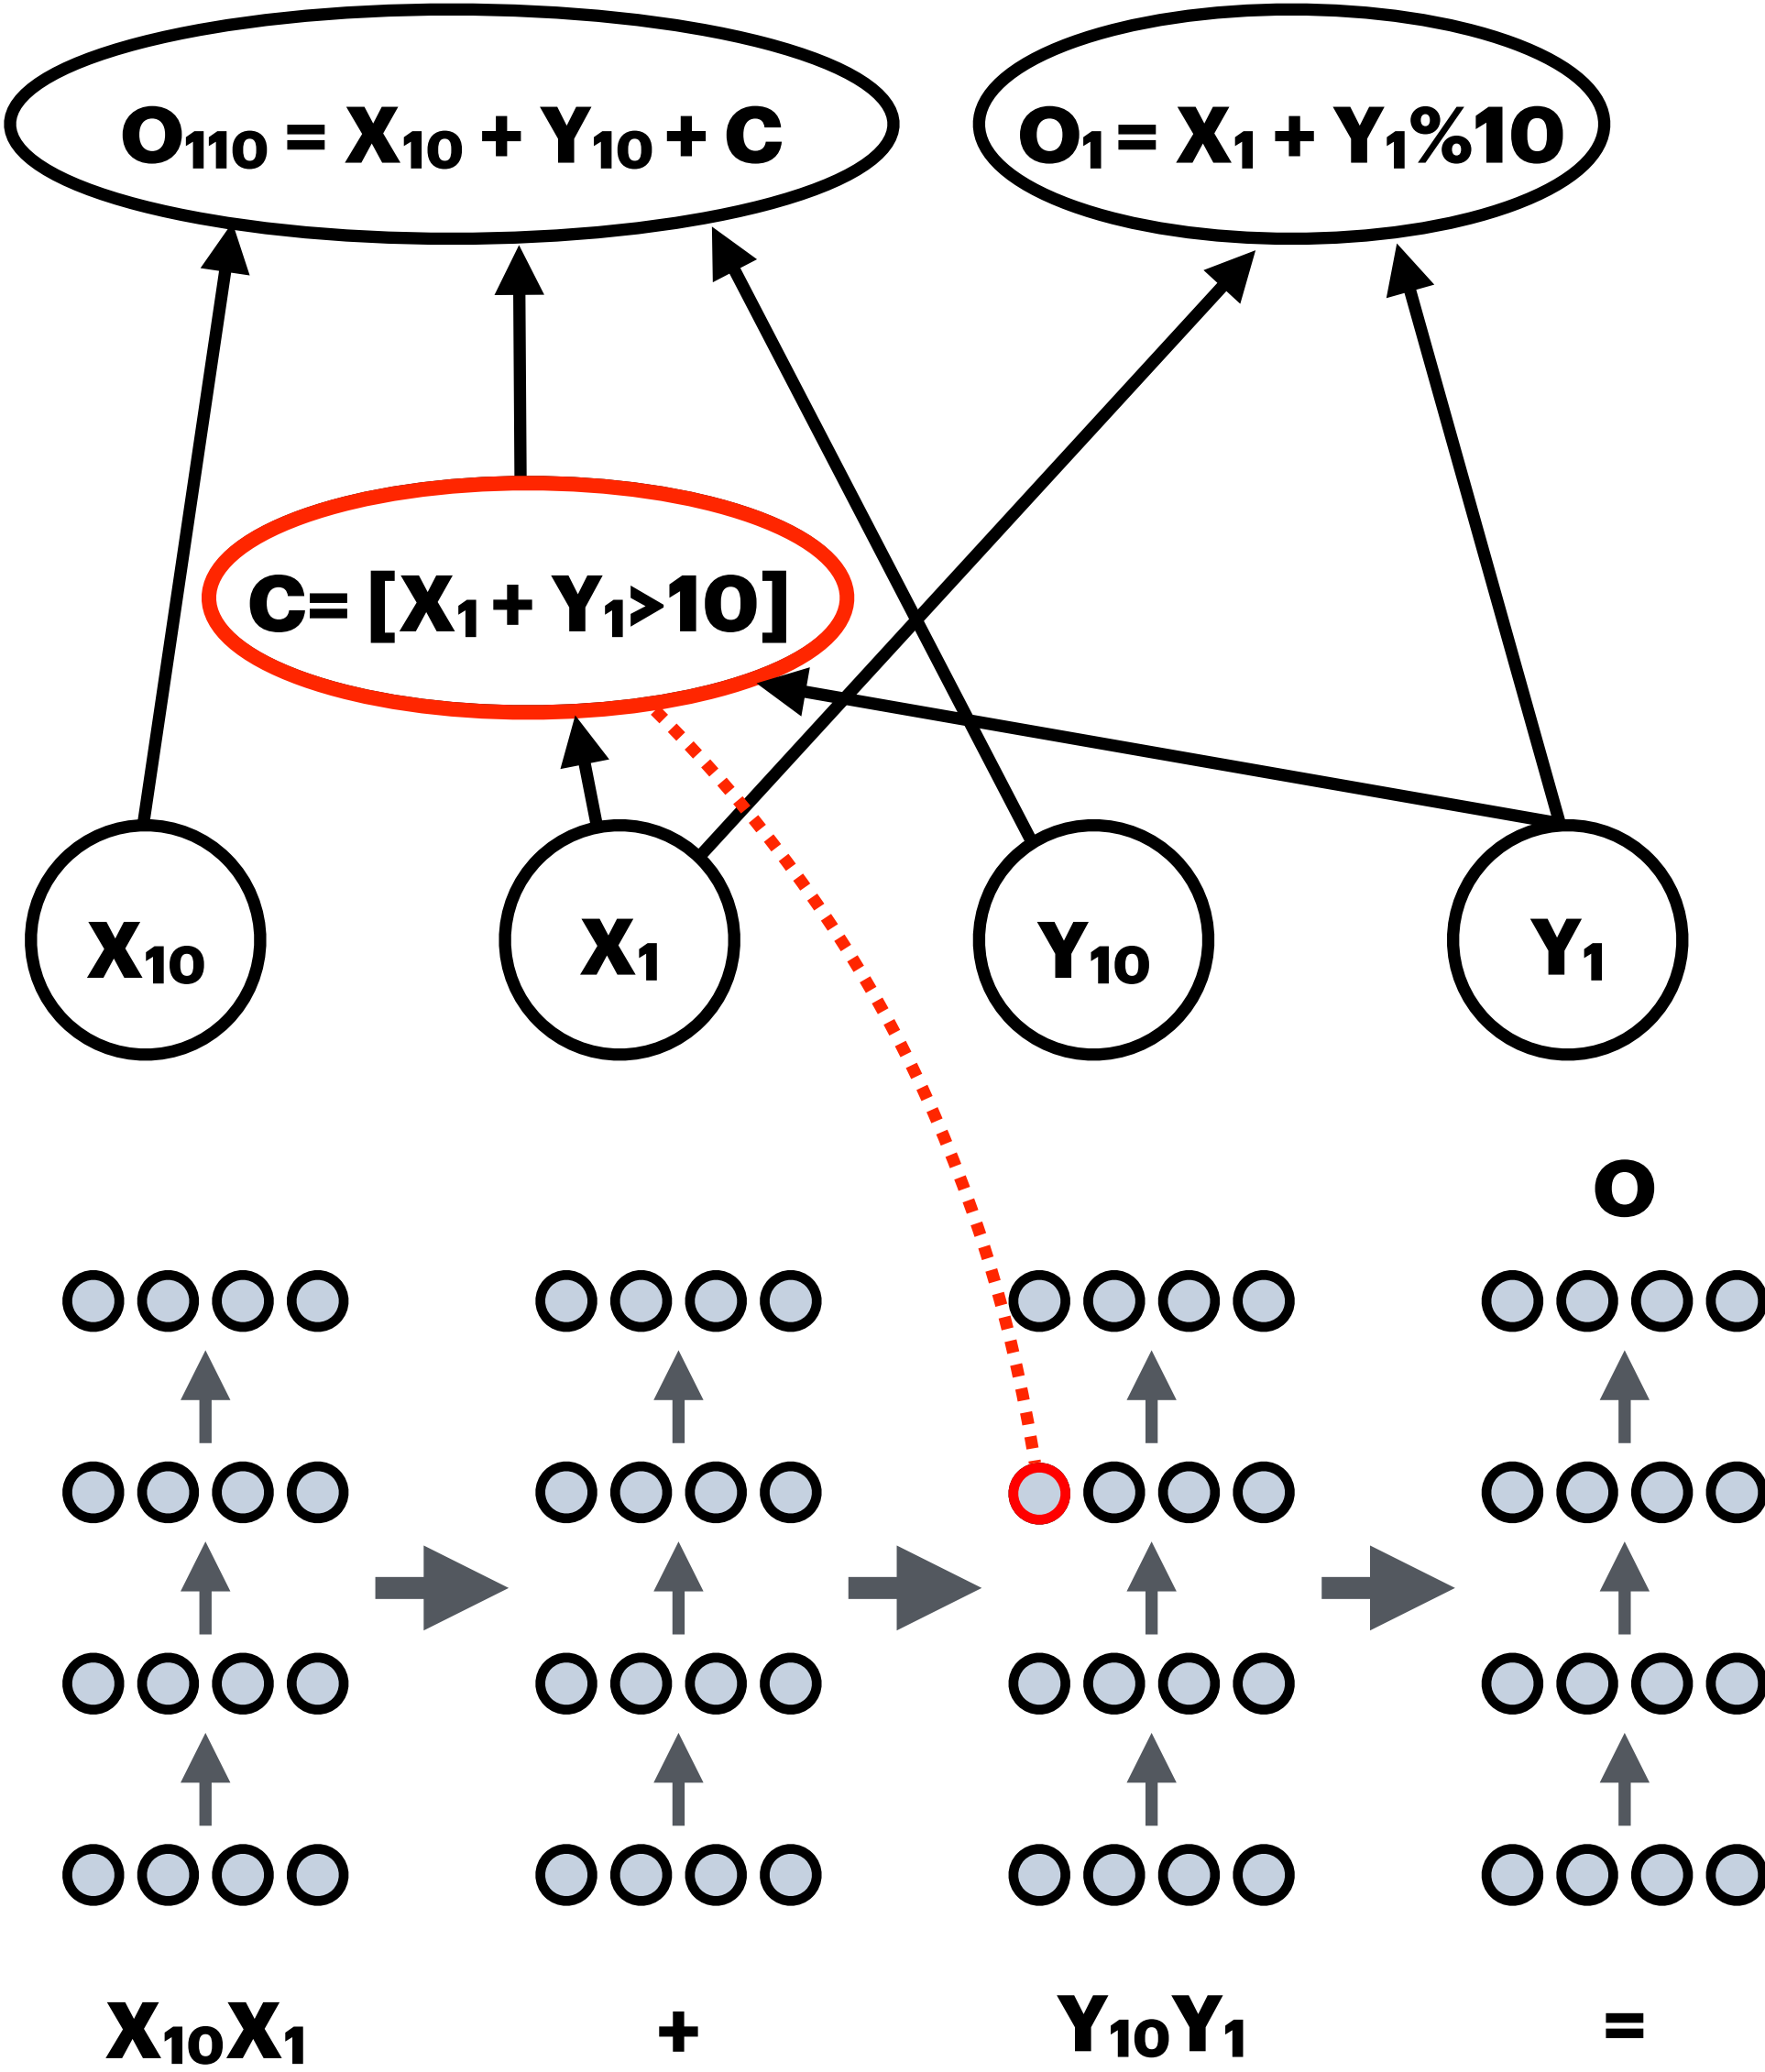 O₁₁₀ = X₁₀ + Y₁₀ + C
O₁ = X₁ + Y₁%10
C= [X₁ + Y₁>10]
X₁₀
X₁
Y₁₀
Y₁
O
X₁₀X₁
+
Y₁₀Y₁
=